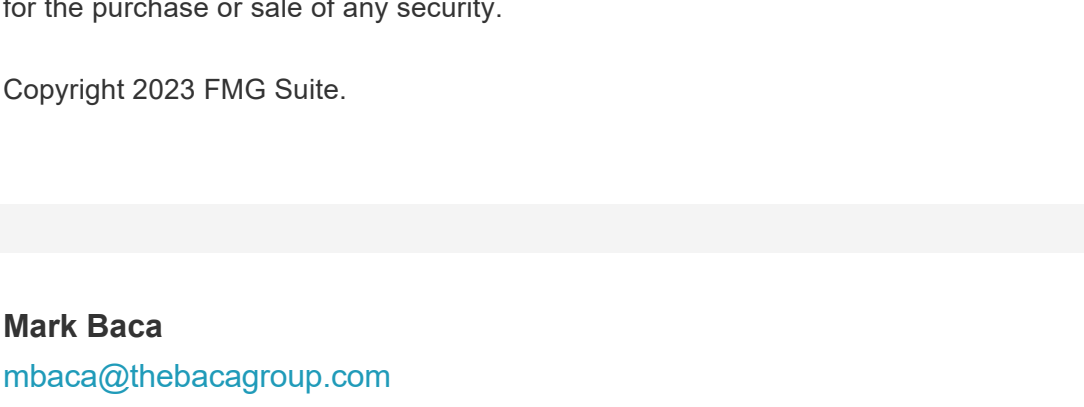 for the purchase or sale of any security.
Copyright 2023 FMG Suite.
Mark Baca
mbaca@thebacagroup.com